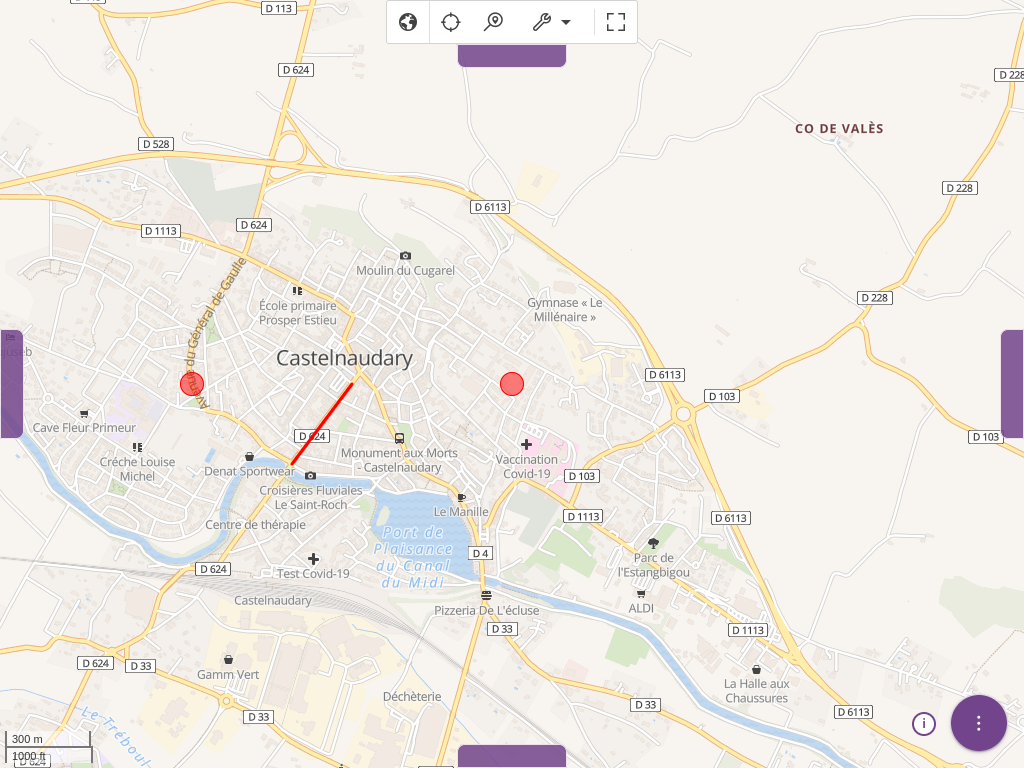 D 113
D 624
D 228
CO DE VALÈS
D 528
D 228
D 6113
D 624
D 1113
Moulin du Cugarel
Avenue du Général de Gaulle
D 228
École primaire
Prosper Estieu
Gymnase « Le
Millénaire »
Castelnaudary
D 6113
D 103
Cave Fleur Primeur
D 624
D 103
Monument aux Morts
- Castelnaudary
Créche Louise
Michel
Denat Sportwear
Vaccination
Covid-19
D 103
Croisières Fluviales
Le Saint-Roch
Le Manille
D 1113
D 6113
Centre de thérapie
Port de
Plaisance
du Canal
du Midi
D 4
Parc de
l'Estangbigou
D 624
Test Covid-19
Castelnaudary
Pizzeria De L'écluse
ALDI
D 33
D 1113
D 624
D 33
Gamm Vert
La Halle aux
Chaussures
Déchèterie
D 33
D 33
D 6113
Le Tréboul
i
300 m
1000 ft
D 624